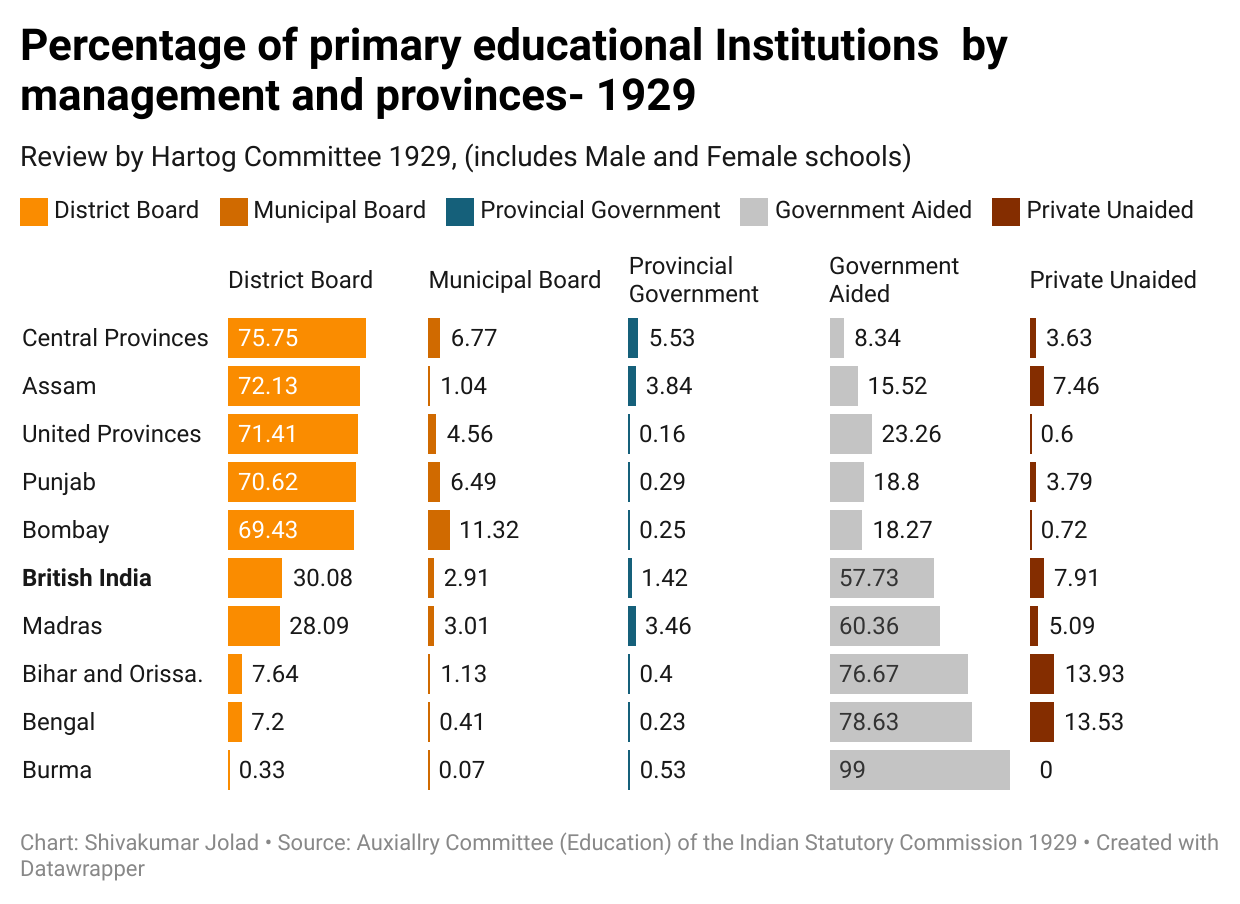 Percentage of primary educational Institutions  by
management and provinces- 1929
Review by Hartog Committee 1929, (includes Male and Female schools)
District Board Municipal Board Provincial Government Government Aided Private Unaided
District Board Municipal Board Provincial Government Government Aided Private Unaided
Central Provinces 75.75 6.77 5.53 8.34 3.63
Assam 72.13 1.04 3.84 15.52 7.46
United Provinces 71.41 4.56 0.16 23.26 0.6
Punjab 70.62 6.49 0.29 18.8 3.79
Bombay 69.43 11.32 0.25 18.27 0.72
British India 30.08 2.91 1.42 57.73 7.91
Madras 28.09 3.01 3.46 60.36 5.09
Bihar and Orissa. 7.64 1.13 0.4 76.67 13.93
Bengal 7.2 0.41 0.23 78.63 13.53
Burma 0.33 0.07 0.53 99 0
Chart: Shivakumar Jolad • Source: Auxiallry Committee (Education) of the Indian Statutory Commission 1929 • Created with
Datawrapper